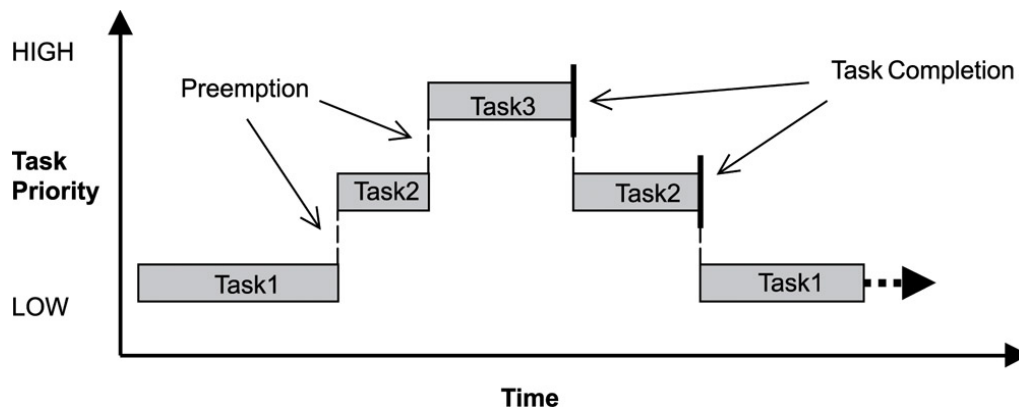 HIGH
Task Completion
Preemption
Task3
Task
Priority
Task2
Task2
Task1
Task1
LOW
Time